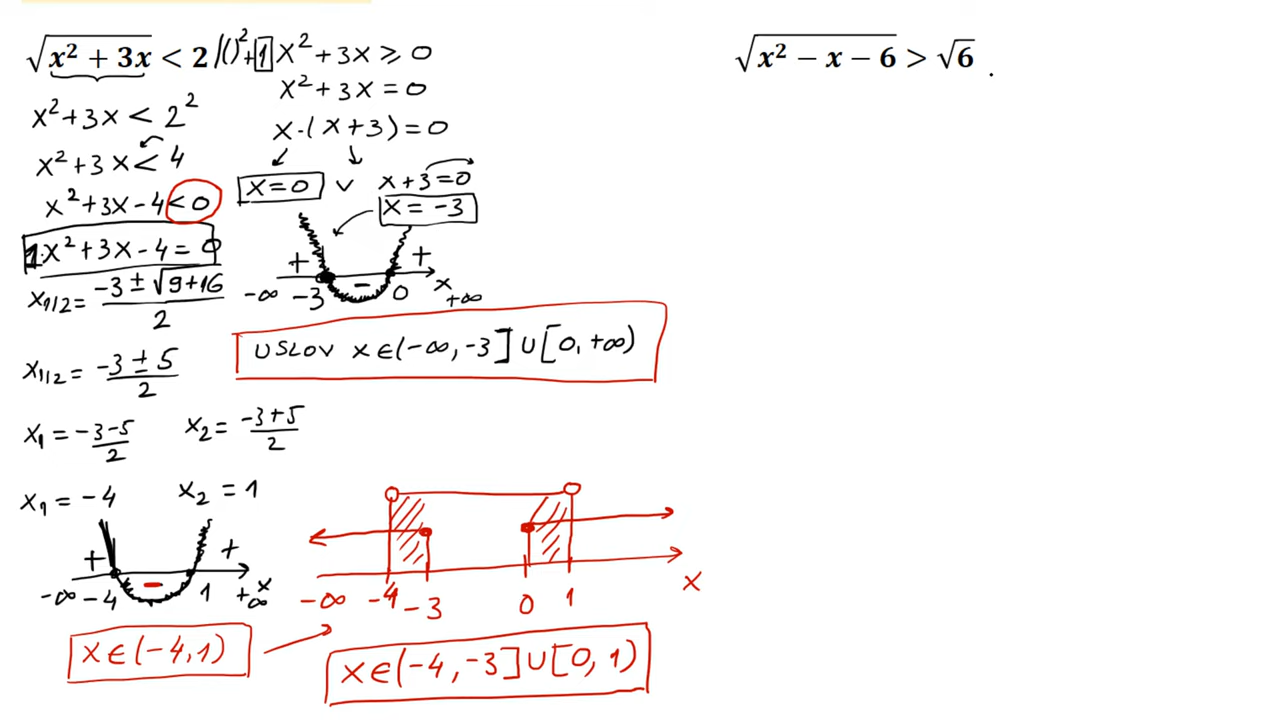 √(x² + 3x) < 2 /()² +1
x² + 3x < 2²
x² + 3x < 4
x² + 3x - 4 < 0
1·x² + 3x - 4 = 0
x₁/₂ = (-3 ± √(9+16))/2
x₁/₂ = (-3 ± 5)/2
x₁ = (-3-5)/2 x₂ = (-3+5)/2
x₁ = -4 x₂ = 1
+ - +
-∞ -4 1 +∞ x
x∈(-4,1)
x² + 3x ≥ 0
x² + 3x = 0
x·(x+3) = 0
x=0 ∨ x+3=0
x = -3
+ - +
-∞ -3 0 x +∞
USLOV x∈(-∞,-3]∪[0,+∞)
-∞ -4 -3 0 1 x
x∈(-4,-3]∪[0,1)
√(x² − x − 6) > √6 .